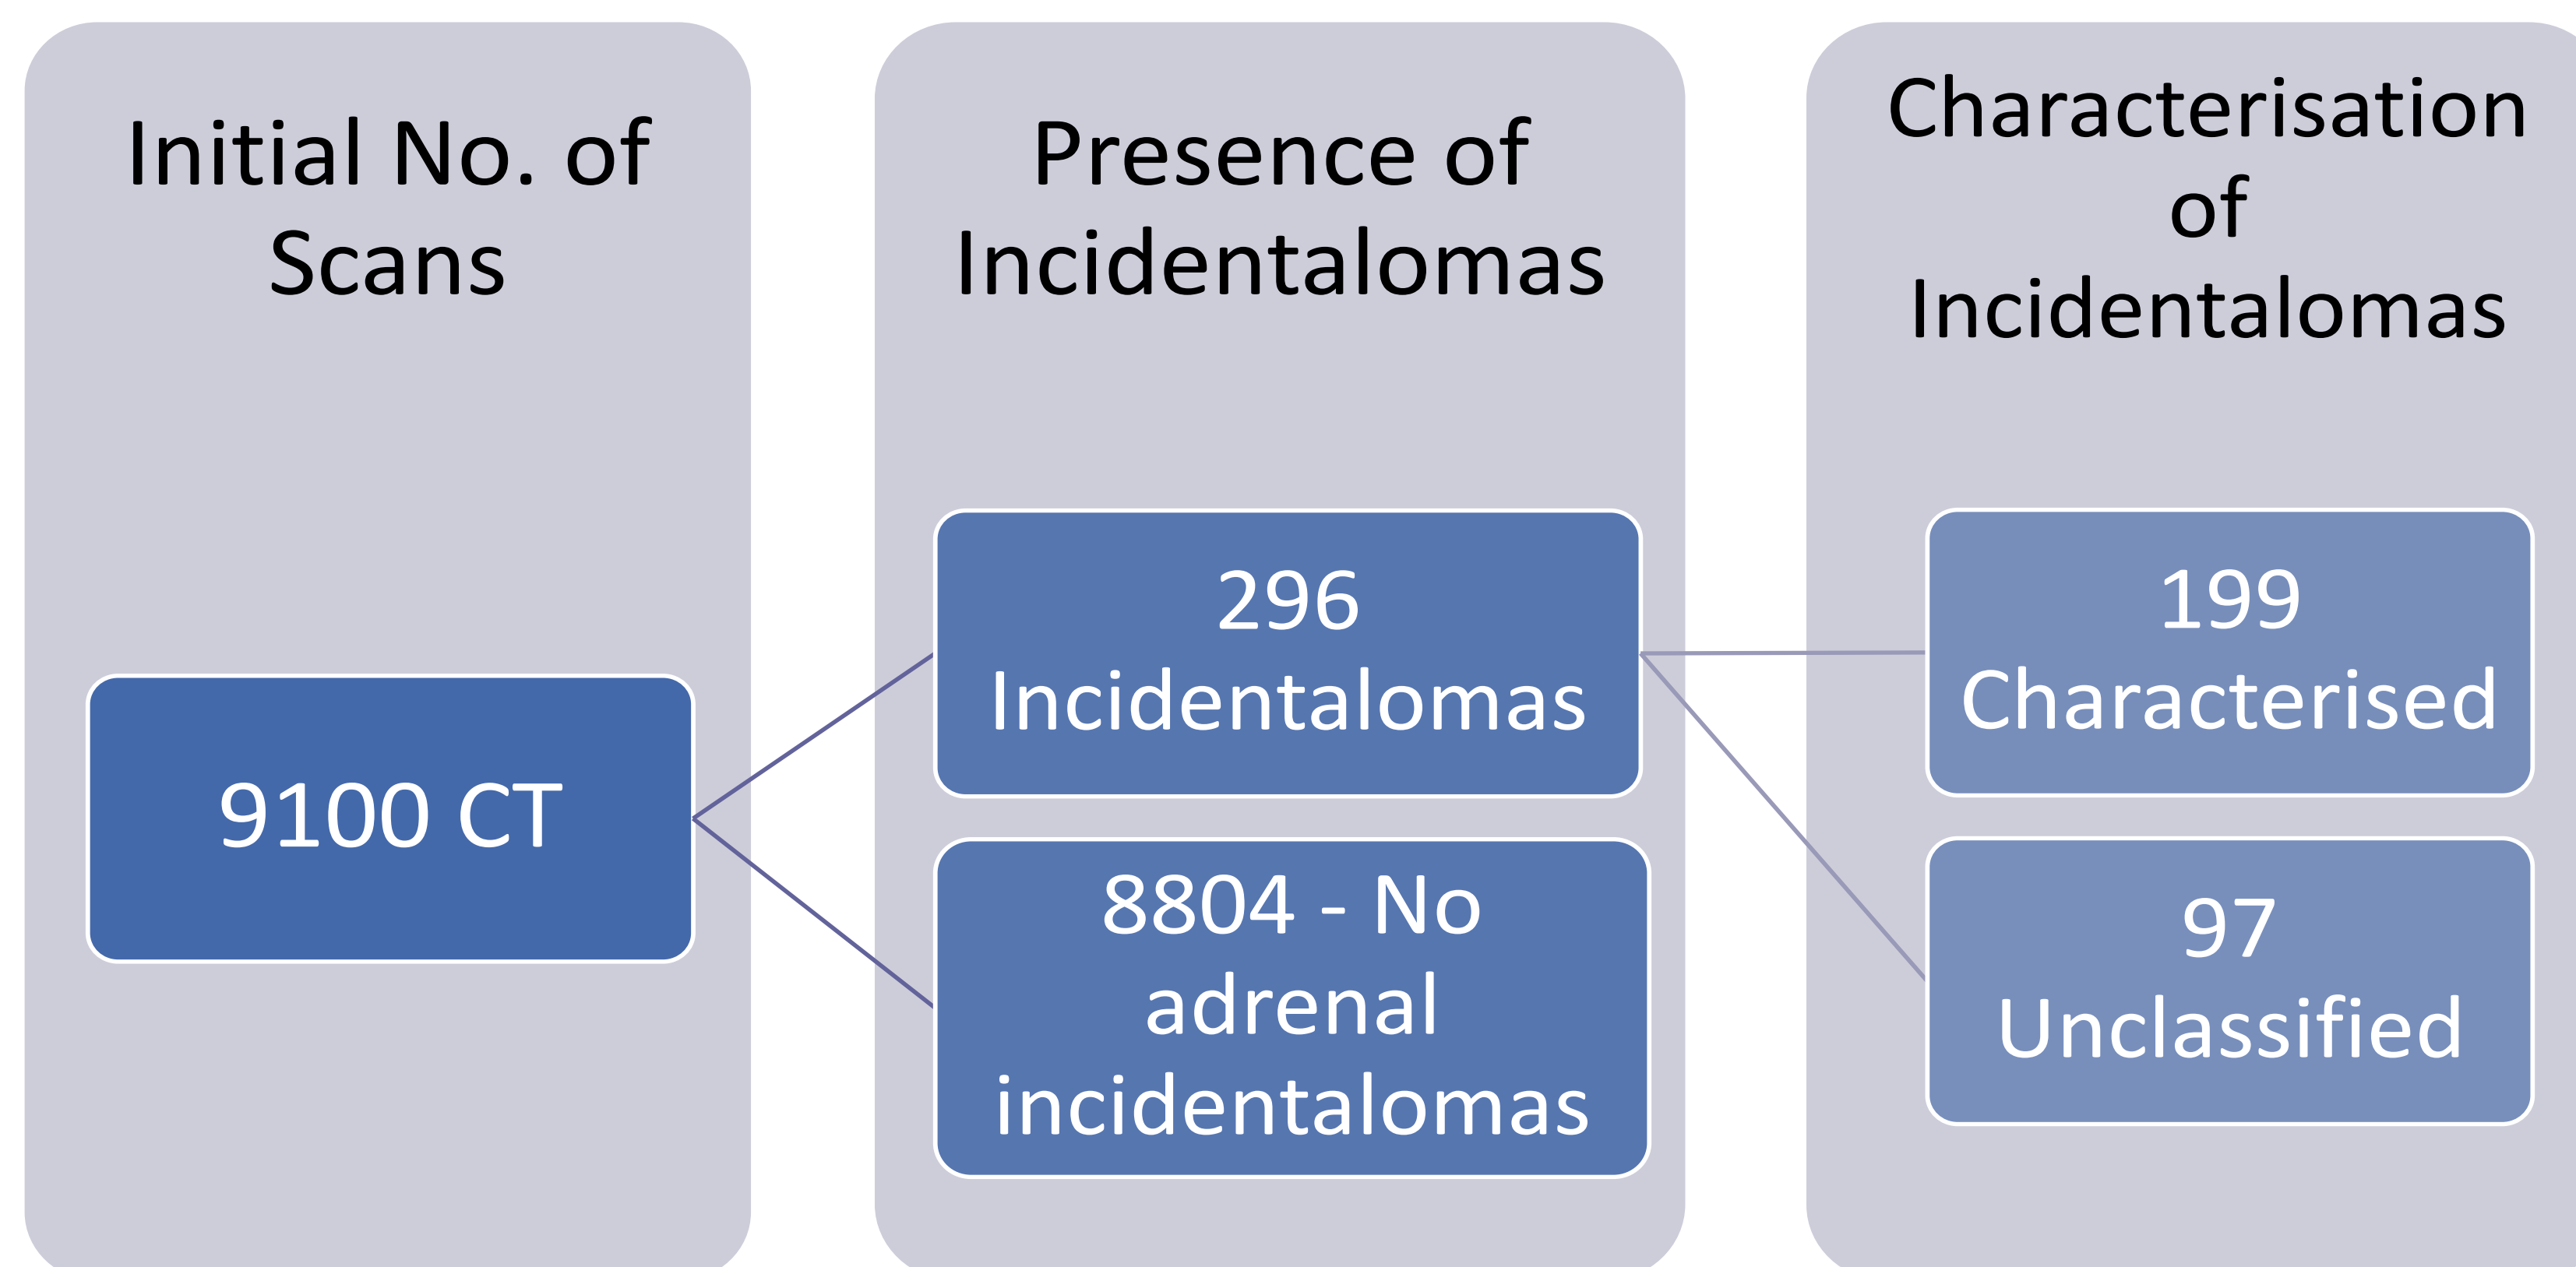 Initial No. of
Scans
9100 CT
Presence of
Incidentalomas
296
Incidentalomas
8804 - No
adrenal
incidentalomas
Characterisation
of
Incidentalomas
199
Characterised
97
Unclassified